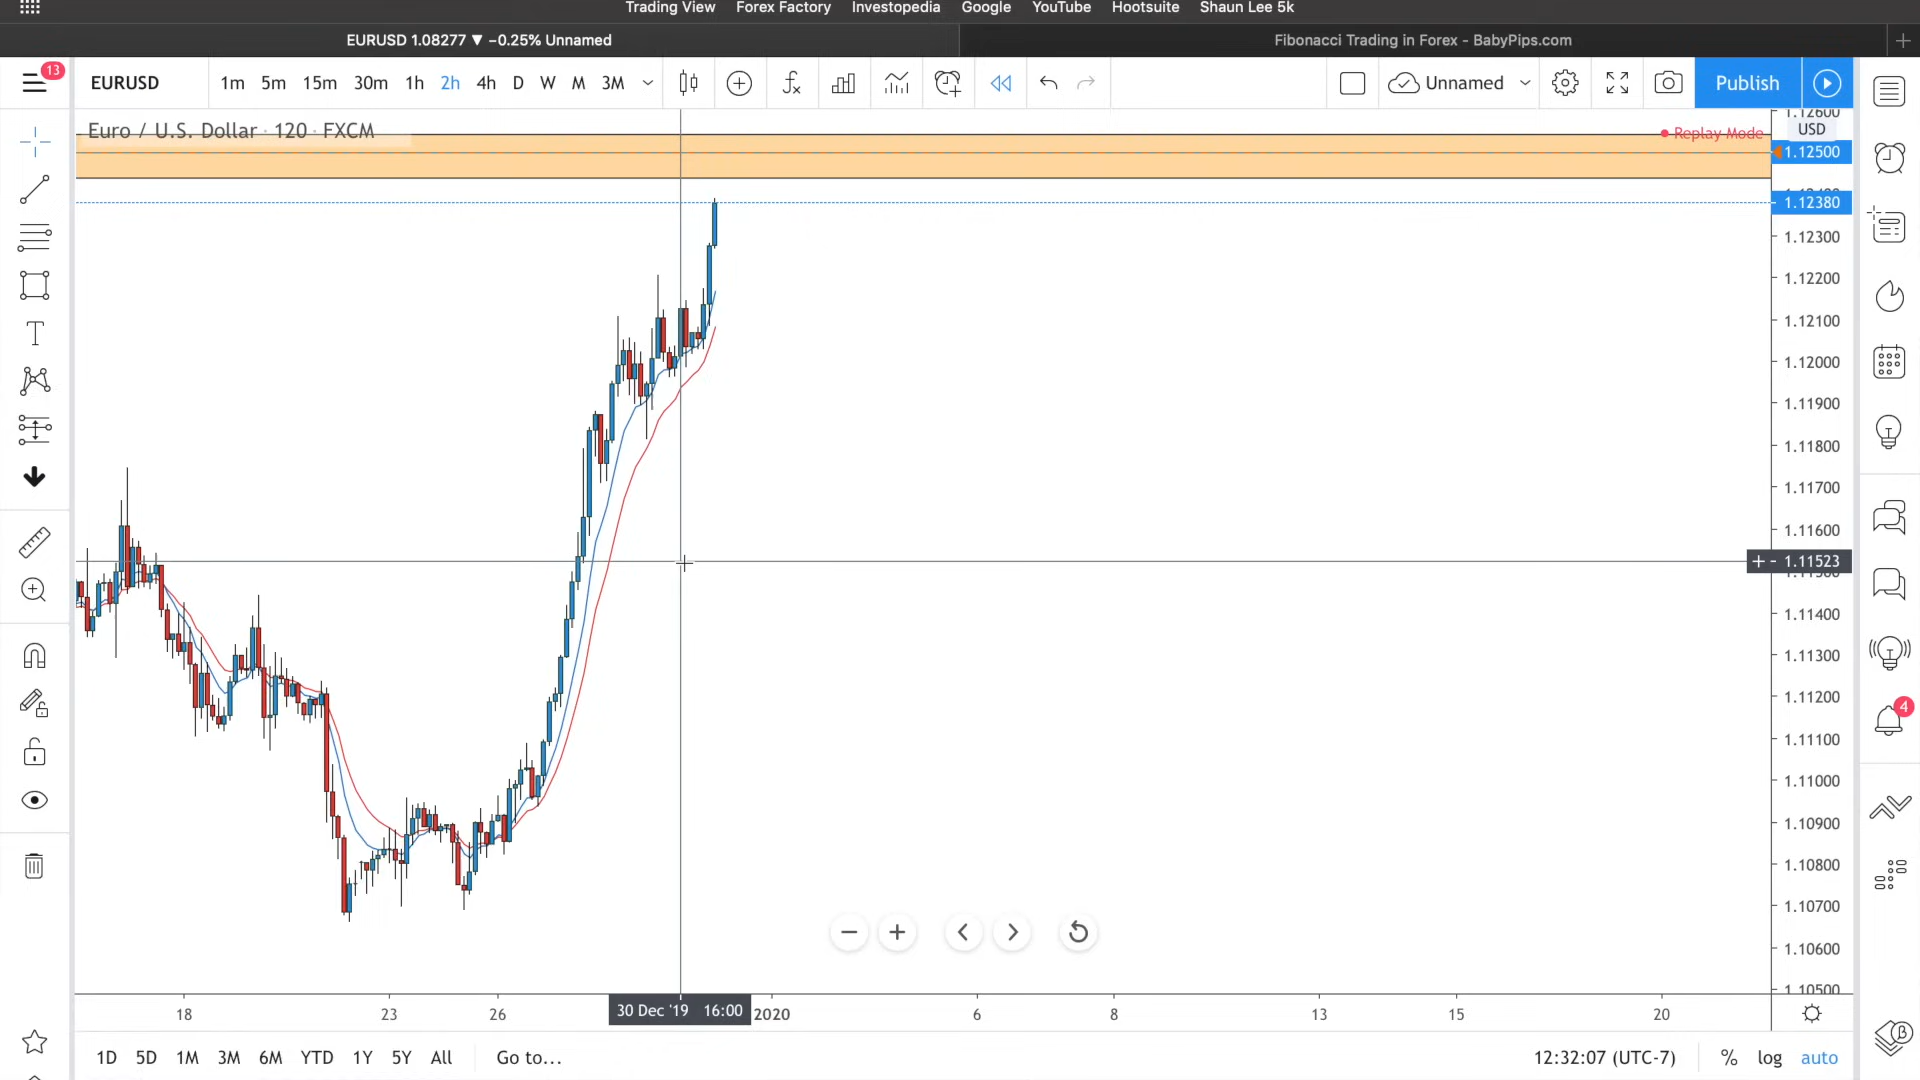 Trading View Forex Factory Investopedia Google YouTube Hootsuite Shaun Lee 5k
EURUSD 1.08277 ▼ −0.25% Unnamed
Fibonacci Trading in Forex - BabyPips.com
13
EURUSD 1m 5m 15m 30m 1h 2h 4h D W M 3M
Unnamed
Publish
Euro / U.S. Dollar · 120 · FXCM
Replay Mode
1.12600
USD
1.12500
1.12380
1.12300
1.12200
1.12100
1.12000
1.11900
1.11800
1.11700
1.11600
1.11523
1.11500
1.11400
1.11300
1.11200
1.11100
1.11000
1.10900
1.10800
1.10700
1.10600
1.10500
4
18 23 26 30 Dec '19 16:00 2020 6 8 13 15 20
1D 5D 1M 3M 6M YTD 1Y 5Y All Go to...
12:32:07 (UTC-7) % log auto